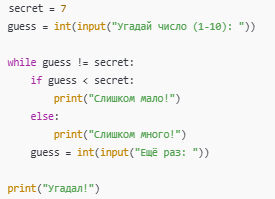 secret = 7
guess = int(input("Угадай число (1-10): "))

while guess != secret:
    if guess < secret:
        print("Слишком мало!")
    else:
        print("Слишком много!")
    guess = int(input("Ещё раз: "))

print("Угадал!")